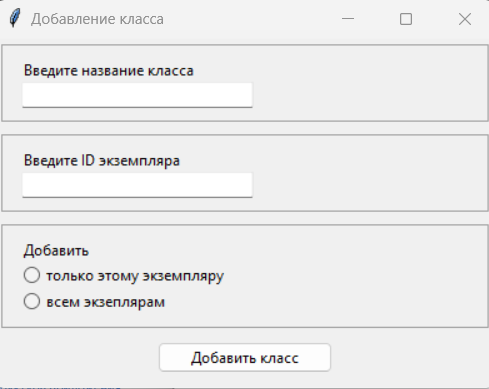 Добавление класса
Введите название класса
Введите ID экземпляра
Добавить
только этому экземпляру
всем экзеплярам
Добавить класс